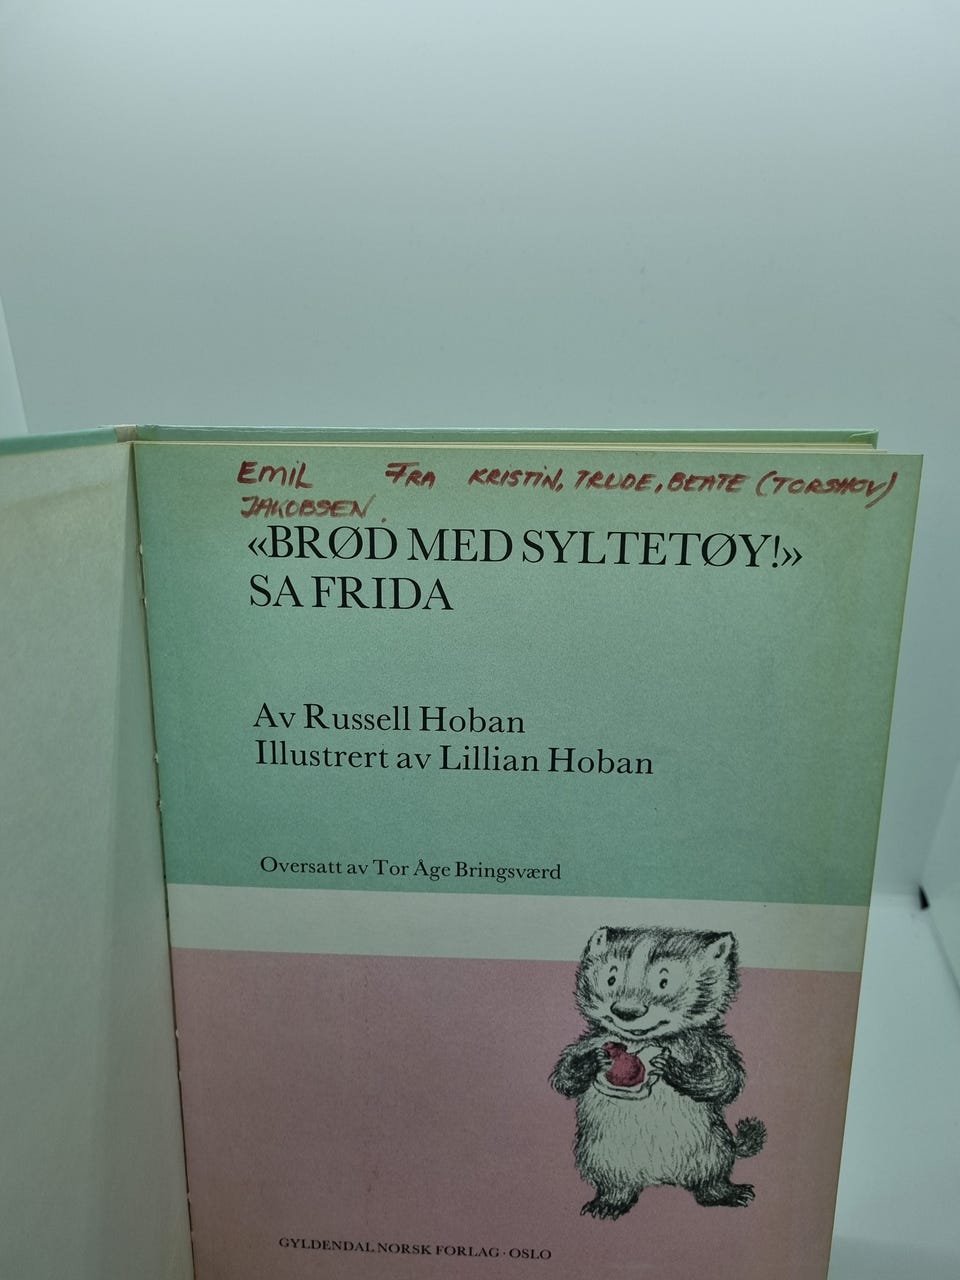 EMIL FRA KRISTIN, TRUDE, BEATE (TORSHOV)
JAKOBSEN.
«BRØD MED SYLTETØY!»
SA FRIDA
Av Russell Hoban
Illustrert av Lillian Hoban
Oversatt av Tor Åge Bringsværd
GYLDENDAL NORSK FORLAG · OSLO